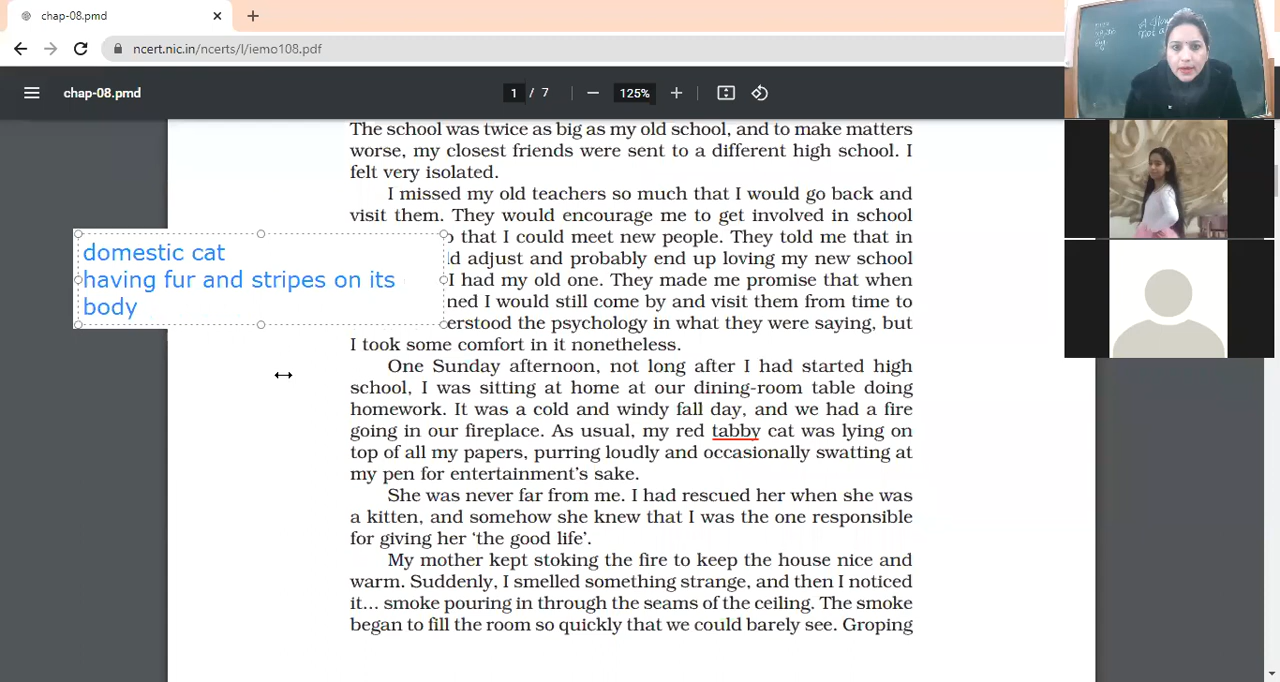 chap-08.pmd
ncert.nic.in/ncerts/l/iemo108.pdf
chap-08.pmd
1 / 7
125%
The school was twice as big as my old school, and to make matters
worse, my closest friends were sent to a different high school. I
felt very isolated.
I missed my old teachers so much that I would go back and
visit them. They would encourage me to get involved in school
that I could meet new people. They told me that in
adjust and probably end up loving my new school
I had my old one. They made me promise that when
I would still come by and visit them from time to
the psychology in what they were saying, but
I took some comfort in it nonetheless.
domestic cat
having fur and stripes on its
body
One Sunday afternoon, not long after I had started high
school, I was sitting at home at our dining-room table doing
homework. It was a cold and windy fall day, and we had a fire
going in our fireplace. As usual, my red tabby cat was lying on
top of all my papers, purring loudly and occasionally swatting at
my pen for entertainment's sake.
She was never far from me. I had rescued her when she was
a kitten, and somehow she knew that I was the one responsible
for giving her ‘the good life’.
My mother kept stoking the fire to keep the house nice and
warm. Suddenly, I smelled something strange, and then I noticed
it... smoke pouring in through the seams of the ceiling. The smoke
began to fill the room so quickly that we could barely see. Groping